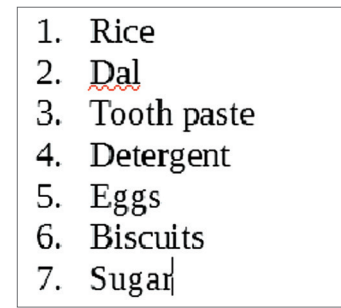 1. Rice
2. Dal
3. Tooth paste
4. Detergent
5. Eggs
6. Biscuits
7. Sugar